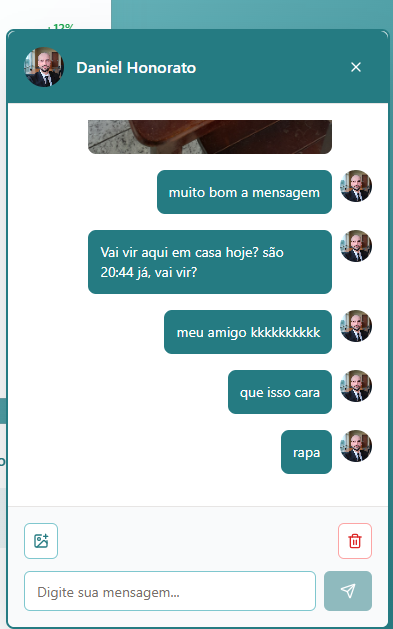 +12%
Daniel Honorato
muito bom a mensagem
Vai vir aqui em casa hoje? são
20:44 já, vai vir?
meu amigo kkkkkkkkkk
que isso cara
rapa
Digite sua mensagem...